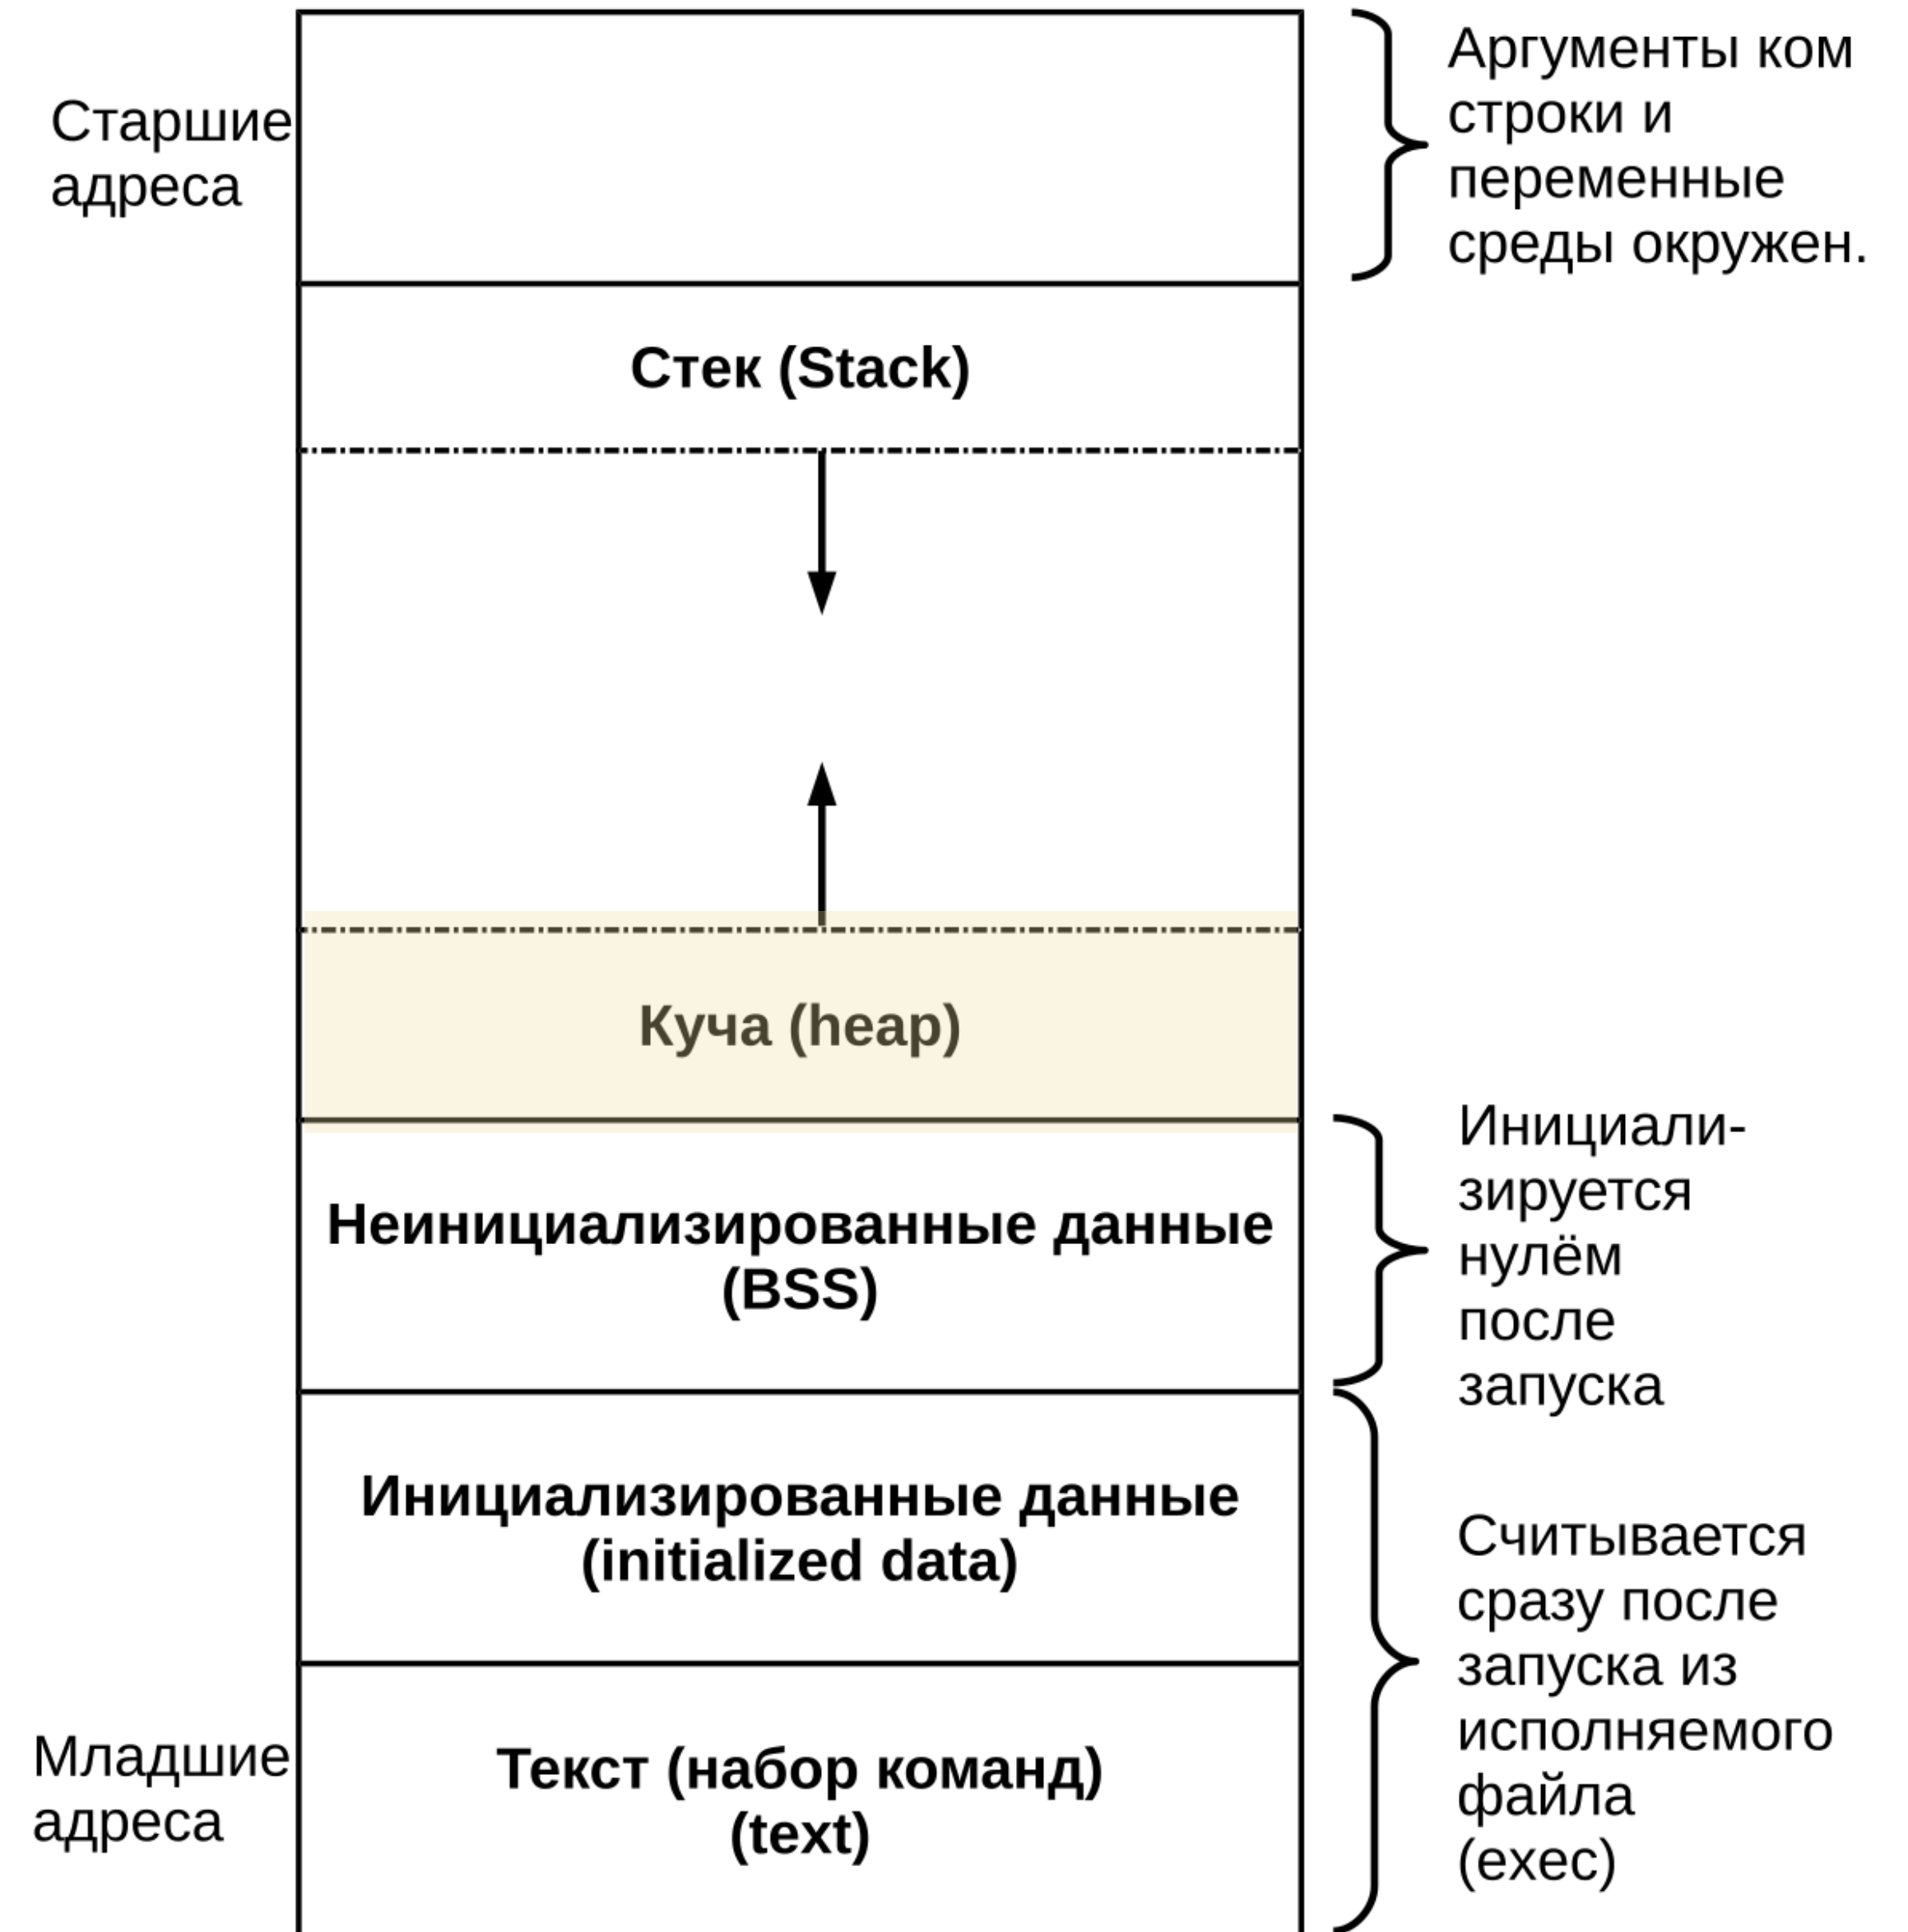 Аргументы ком
строки и
переменные
среды окружен.
Старшие
адреса
Стек (Stack)
Куча (heap)
Инициали-
зируется
нулём
после
запуска
Неинициализированные данные
(BSS)
Инициализированные данные
(initialized data)
Считывается
сразу после
запуска из
исполняемого
файла
(exec)
Младшие
адреса
Текст (набор команд)
(text)